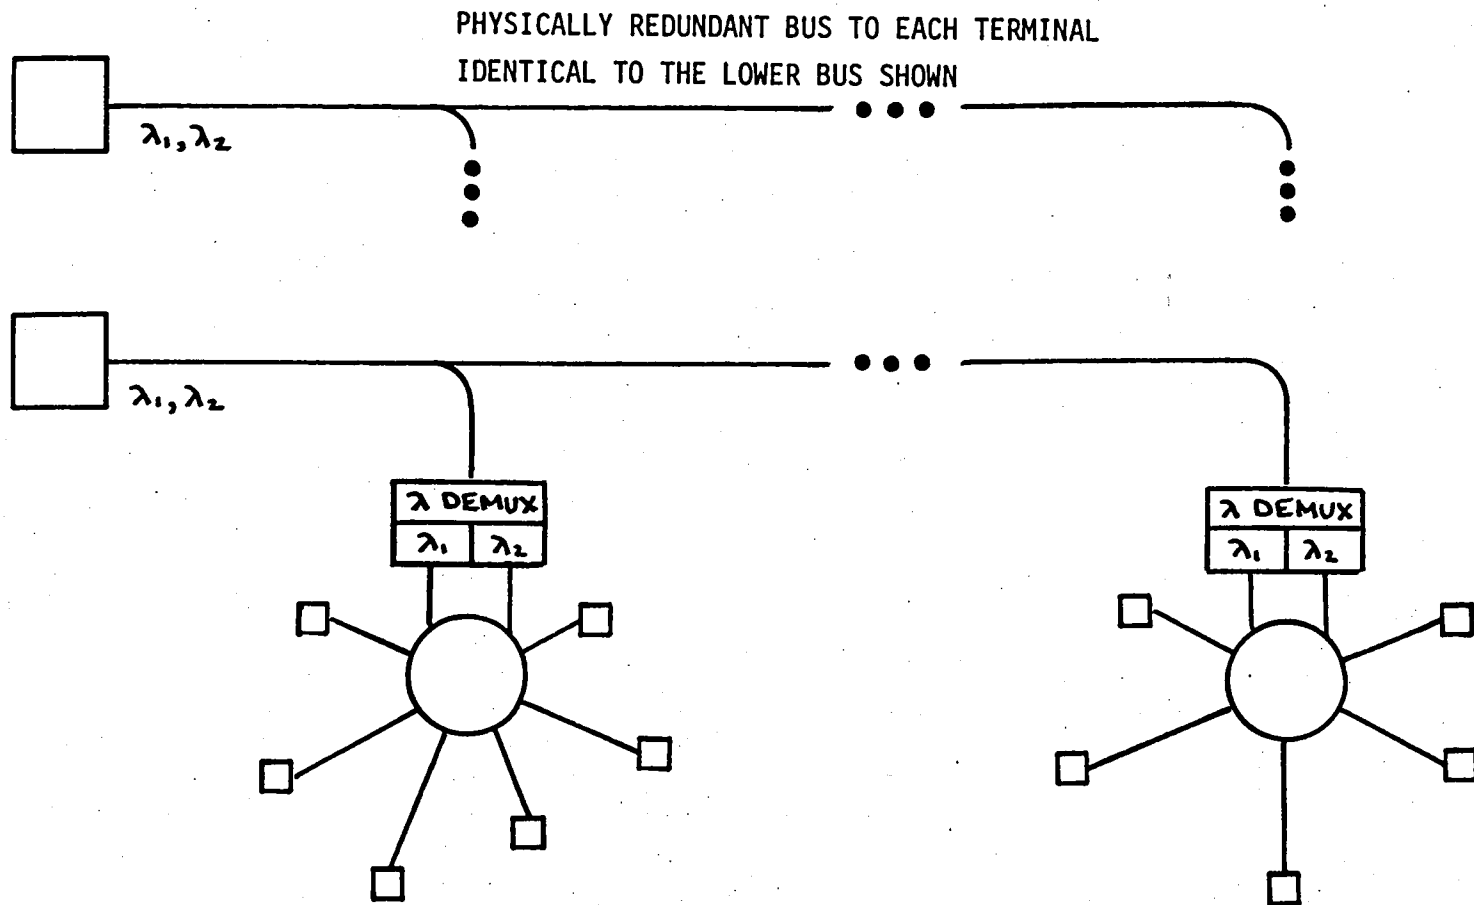 PHYSICALLY REDUNDANT BUS TO EACH TERMINAL
IDENTICAL TO THE LOWER BUS SHOWN
λ₁, λ₂
λ₁, λ₂
λ DEMUX
λ₁ λ₂
λ DEMUX
λ₁ λ₂